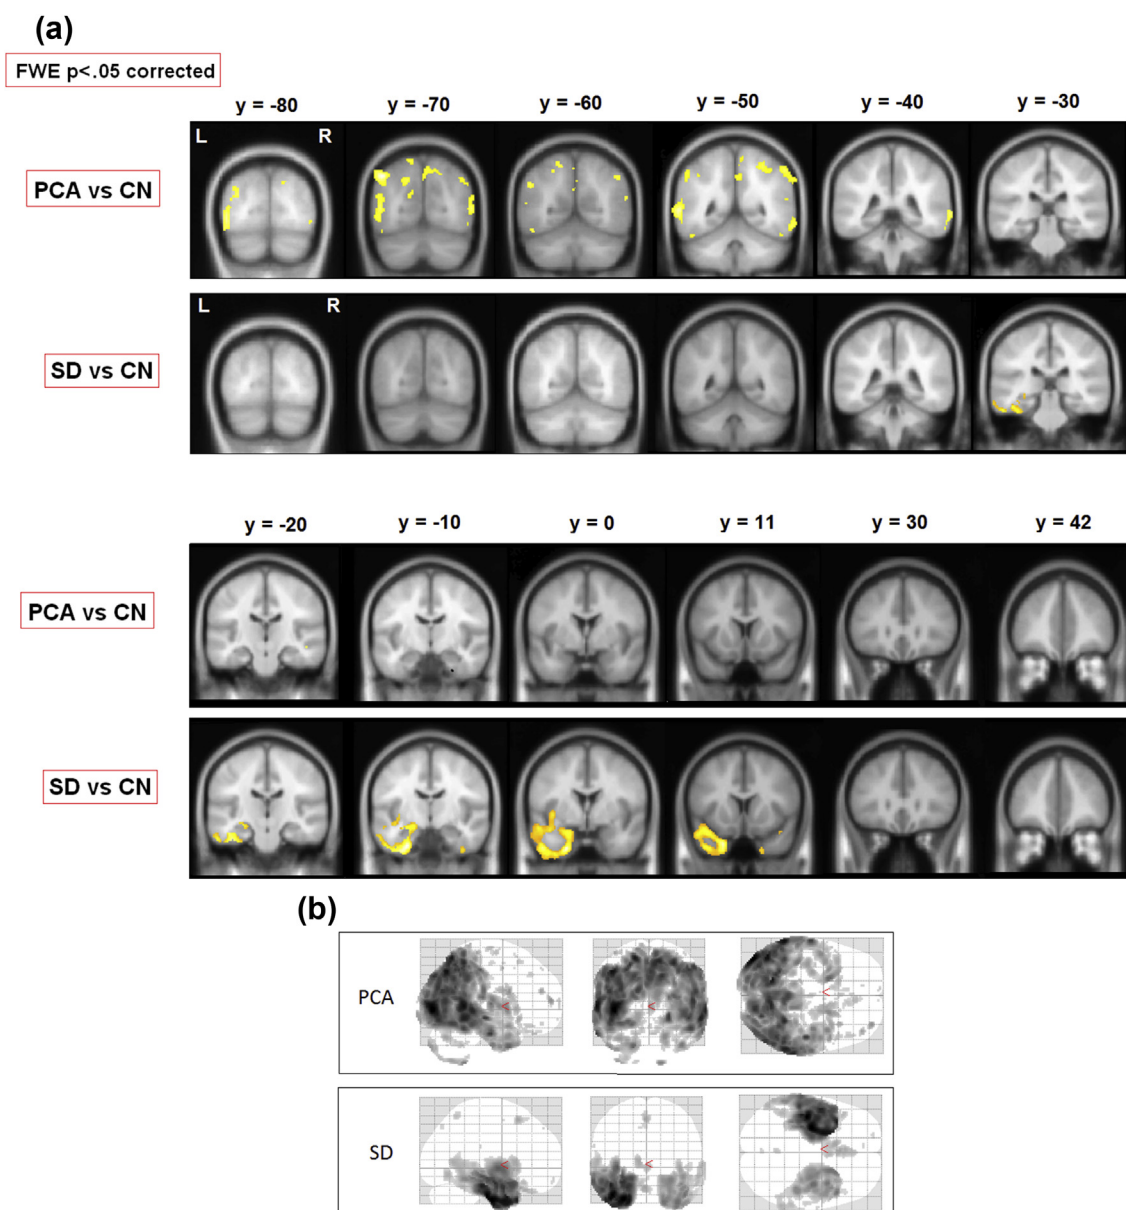 (a)
FWE p<.05 corrected
y = -80 y = -70 y = -60 y = -50 y = -40 y = -30
L R
PCA vs CN
L R
SD vs CN
y = -20 y = -10 y = 0 y = 11 y = 30 y = 42
PCA vs CN
SD vs CN
(b)
PCA
<
<
<
SD
<
<
<